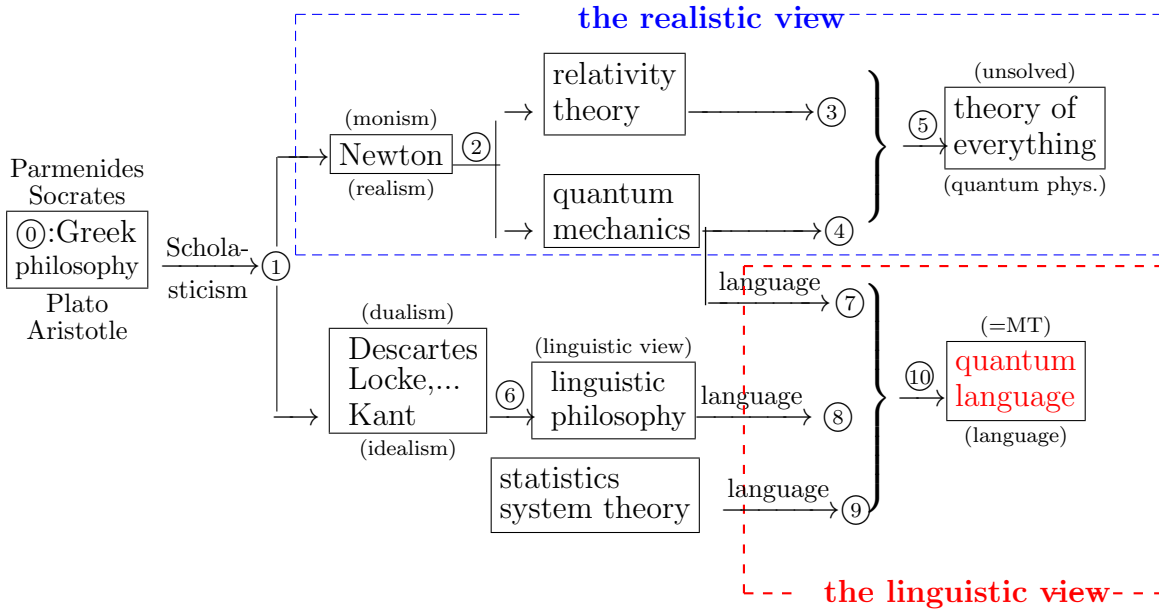 the realistic view
Parmenides
Socrates
⓪:Greek
philosophy
Plato
Aristotle
Schola-
sticism
①
(monism)
Newton
(realism)
②
relativity
theory
③
quantum
mechanics
④
⑤
(unsolved)
theory of
everything
(quantum phys.)
(dualism)
Descartes
Locke,...
Kant
(idealism)
⑥
(linguistic view)
linguistic
philosophy
language
⑦
language
⑧
statistics
system theory
language
⑨
⑩
(=MT)
quantum
language
(language)
the linguistic view